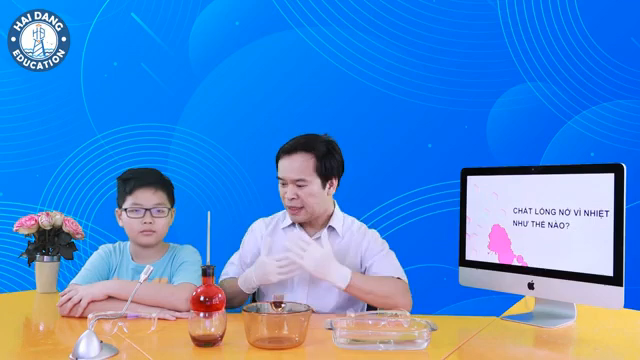 HAI DANG
EDUCATION
CHẤT LỎNG NỞ VÌ NHIỆT
NHƯ THẾ NÀO?